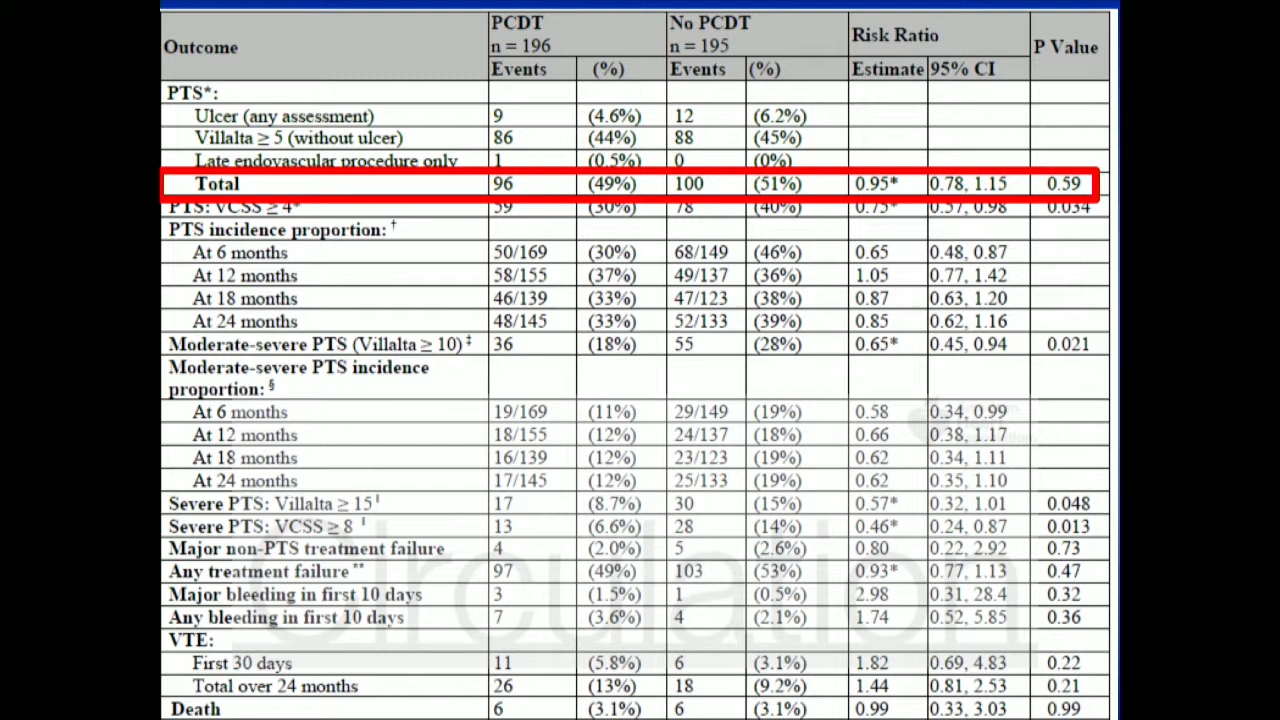 Outcome PCDT n = 196 No PCDT n = 195 Risk Ratio P Value
Events (%) Events (%) Estimate 95% CI
PTS*:
Ulcer (any assessment) 9 (4.6%) 12 (6.2%)
Villalta ≥ 5 (without ulcer) 86 (44%) 88 (45%)
Late endovascular procedure only 1 (0.5%) 0 (0%)
Total 96 (49%) 100 (51%) 0.95* 0.78, 1.15 0.59
PTS: VCSS ≥ 4* 59 (30%) 78 (40%) 0.75* 0.57, 0.98 0.034
PTS incidence proportion: †
At 6 months 50/169 (30%) 68/149 (46%) 0.65 0.48, 0.87
At 12 months 58/155 (37%) 49/137 (36%) 1.05 0.77, 1.42
At 18 months 46/139 (33%) 47/123 (38%) 0.87 0.63, 1.20
At 24 months 48/145 (33%) 52/133 (39%) 0.85 0.62, 1.16
Moderate-severe PTS (Villalta ≥ 10) ‡ 36 (18%) 55 (28%) 0.65* 0.45, 0.94 0.021
Moderate-severe PTS incidence
proportion: §
At 6 months 19/169 (11%) 29/149 (19%) 0.58 0.34, 0.99
At 12 months 18/155 (12%) 24/137 (18%) 0.66 0.38, 1.17
At 18 months 16/139 (12%) 23/123 (19%) 0.62 0.34, 1.11
At 24 months 17/145 (12%) 25/133 (19%) 0.62 0.35, 1.10
Severe PTS: Villalta ≥ 15 ‖ 17 (8.7%) 30 (15%) 0.57* 0.32, 1.01 0.048
Severe PTS: VCSS ≥ 8 ‖ 13 (6.6%) 28 (14%) 0.46* 0.24, 0.87 0.013
Major non-PTS treatment failure 4 (2.0%) 5 (2.6%) 0.80 0.22, 2.92 0.73
Any treatment failure ** 97 (49%) 103 (53%) 0.93* 0.77, 1.13 0.47
Major bleeding in first 10 days 3 (1.5%) 1 (0.5%) 2.98 0.31, 28.4 0.32
Any bleeding in first 10 days 7 (3.6%) 4 (2.1%) 1.74 0.52, 5.85 0.36
VTE:
First 30 days 11 (5.8%) 6 (3.1%) 1.82 0.69, 4.83 0.22
Total over 24 months 26 (13%) 18 (9.2%) 1.44 0.81, 2.53 0.21
Death 6 (3.1%) 6 (3.1%) 0.99 0.33, 3.03 0.99
Circulation